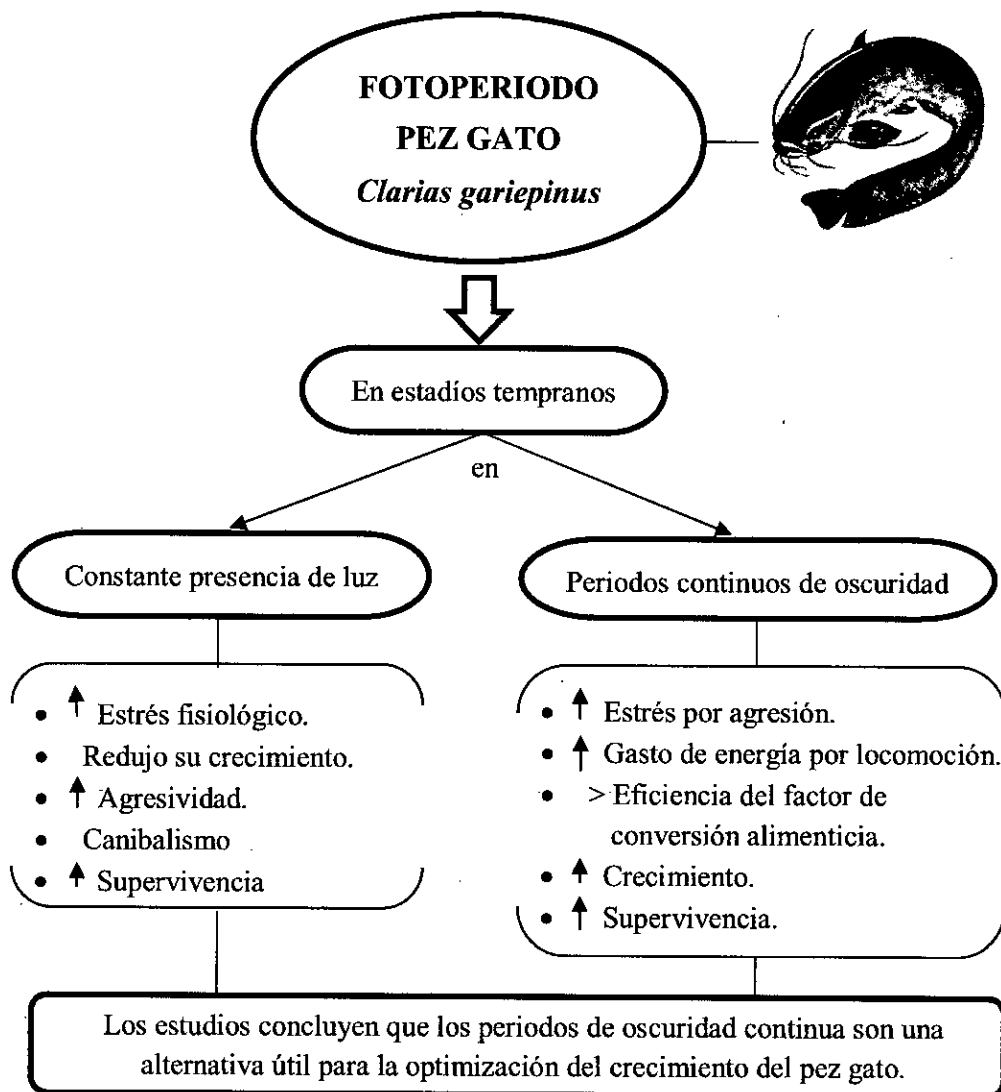 FOTOPERIODO
PEZ GATO
Clarias gariepinus
En estadíos tempranos
en
Constante presencia de luz
• ↑ Estrés fisiológico.
• Redujo su crecimiento.
• ↑ Agresividad.
• Canibalismo
• ↑ Supervivencia
Periodos continuos de oscuridad
• ↑ Estrés por agresión.
• ↑ Gasto de energía por locomoción.
• > Eficiencia del factor de
conversión alimenticia.
• ↑ Crecimiento.
• ↑ Supervivencia.
Los estudios concluyen que los periodos de oscuridad continua son una
alternativa útil para la optimización del crecimiento del pez gato.